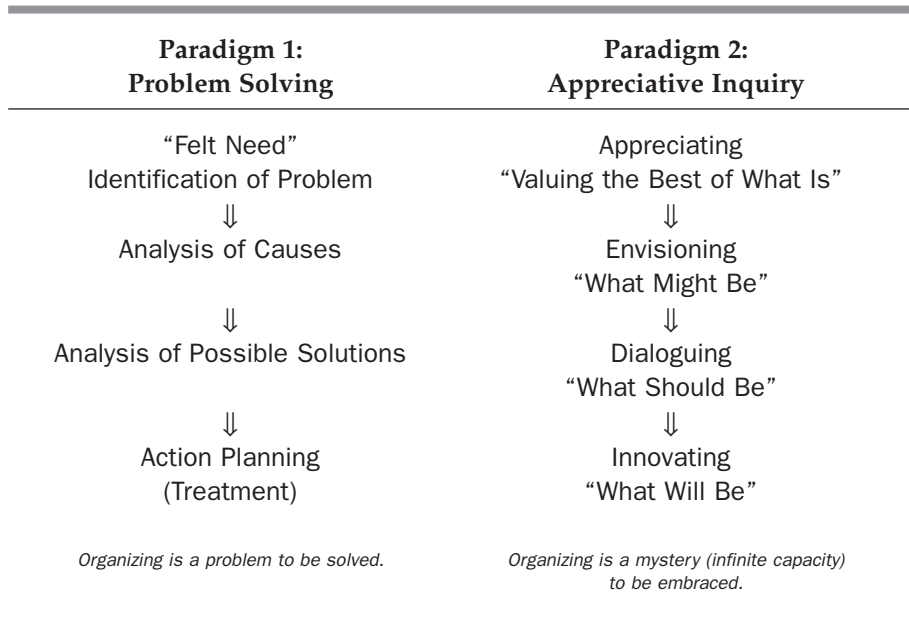 Paradigm 1:
Problem Solving
“Felt Need”
Identification of Problem
⇓
Analysis of Causes
⇓
Analysis of Possible Solutions
⇓
Action Planning
(Treatment)
Organizing is a problem to be solved.
Paradigm 2:
Appreciative Inquiry
Appreciating
“Valuing the Best of What Is”
⇓
Envisioning
“What Might Be”
⇓
Dialoguing
“What Should Be”
⇓
Innovating
“What Will Be”
Organizing is a mystery (infinite capacity)
to be embraced.